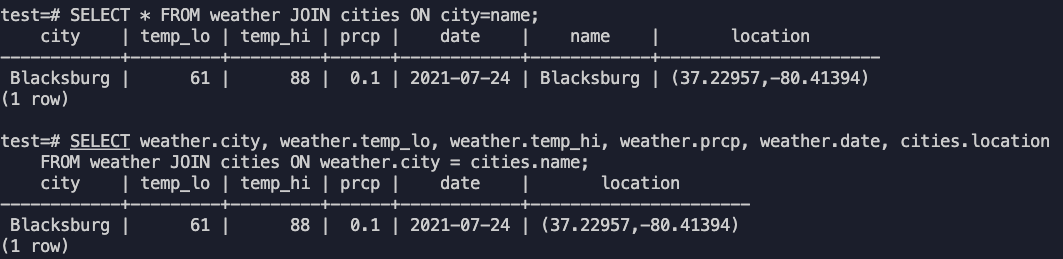 test=# SELECT * FROM weather JOIN cities ON city=name;
    city    | temp_lo | temp_hi | prcp |    date    |    name    |       location
------------+---------+---------+------+------------+------------+----------------------
 Blacksburg |      61 |      88 |  0.1 | 2021-07-24 | Blacksburg | (37.22957,-80.41394)
(1 row)

test=# SELECT weather.city, weather.temp_lo, weather.temp_hi, weather.prcp, weather.date, cities.location
    FROM weather JOIN cities ON weather.city = cities.name;
    city    | temp_lo | temp_hi | prcp |    date    |       location
------------+---------+---------+------+------------+----------------------
 Blacksburg |      61 |      88 |  0.1 | 2021-07-24 | (37.22957,-80.41394)
(1 row)